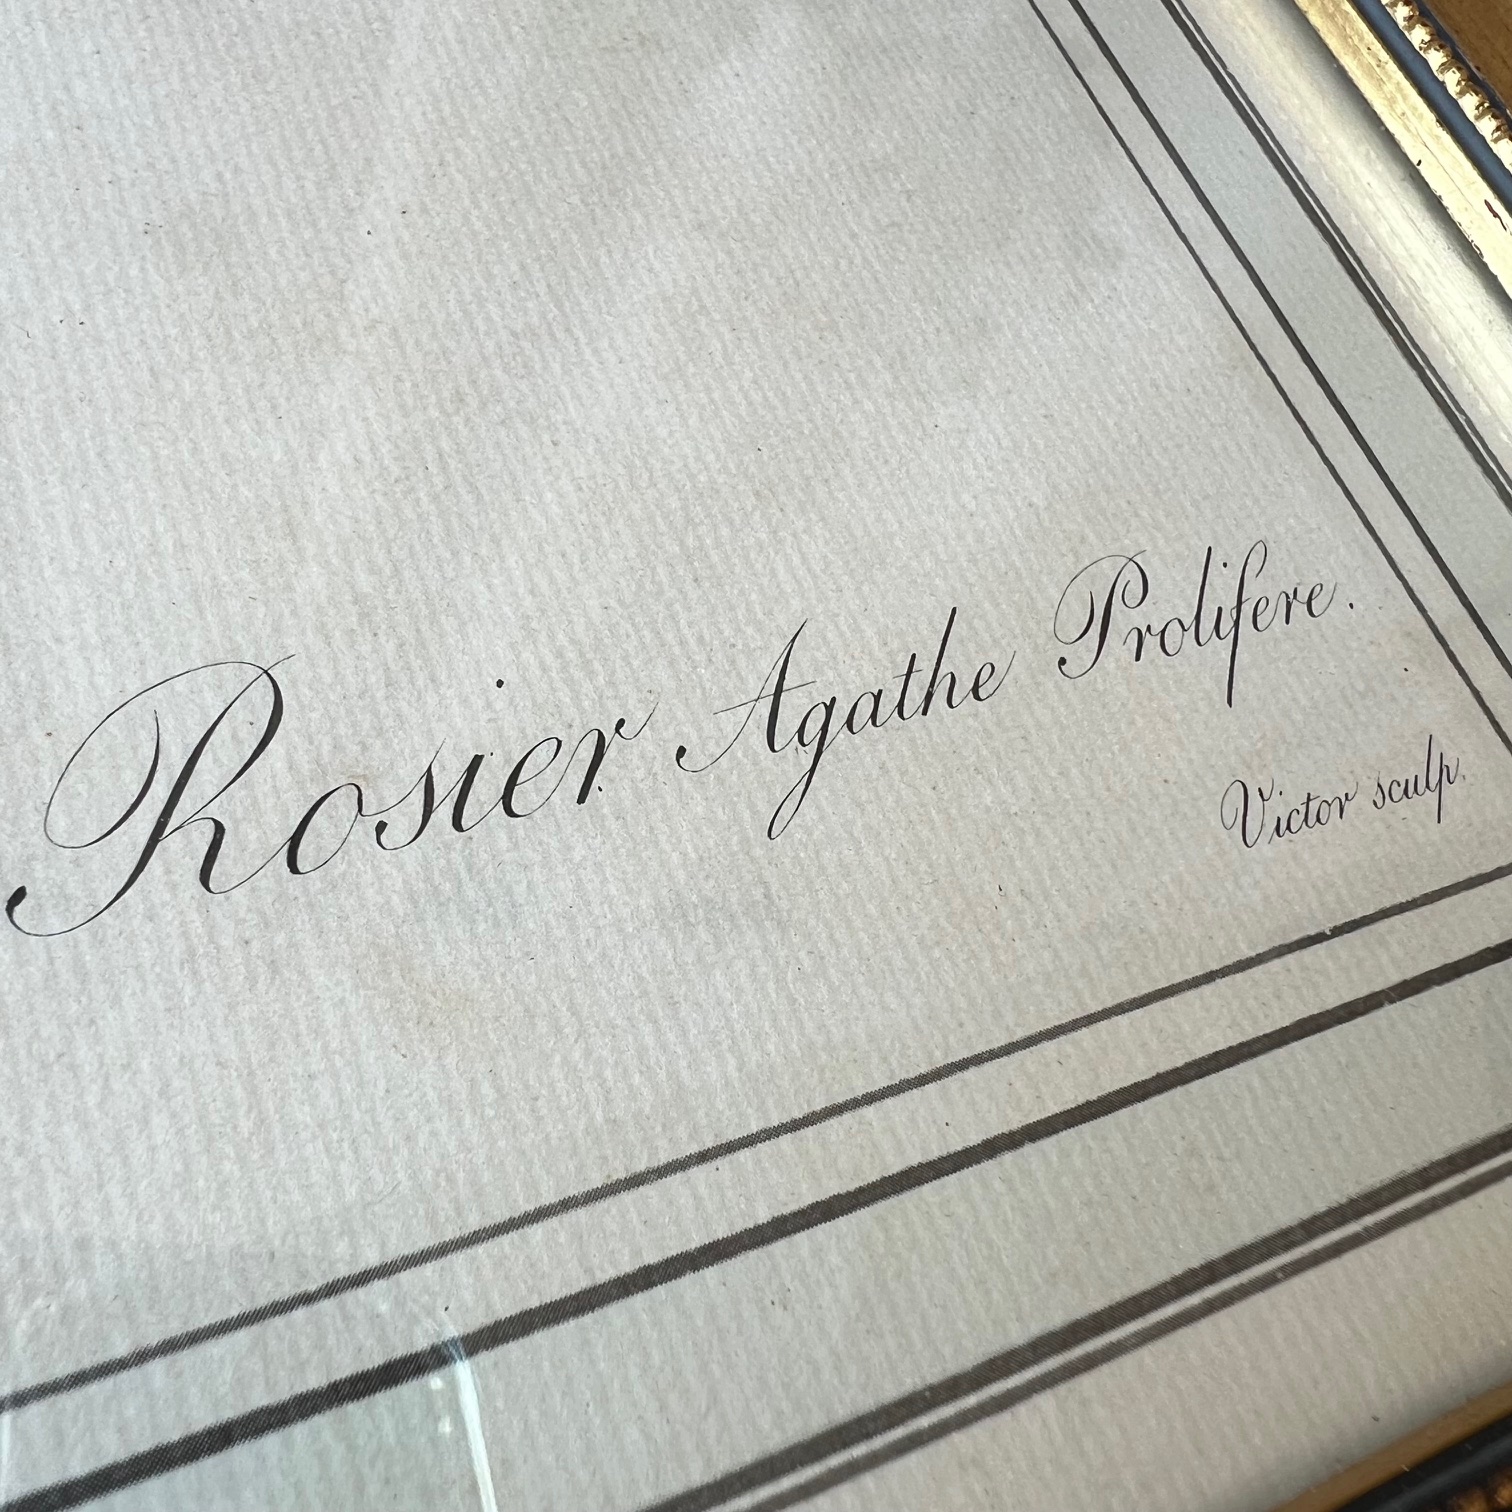 Rosier Agathe Prolifere.
Victor sculp.